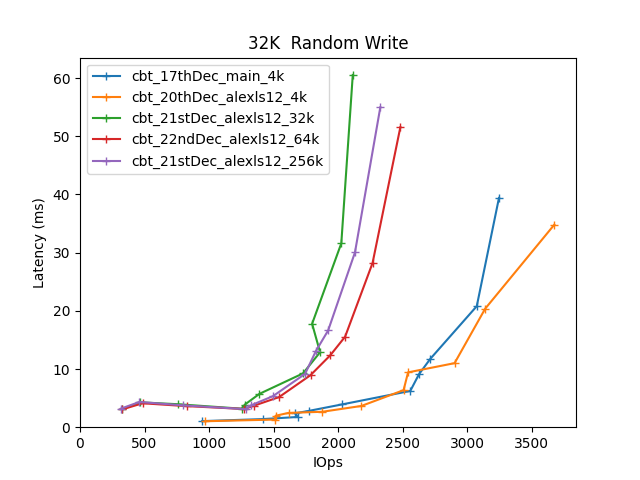 32K  Random Write
cbt_17thDec_main_4k
cbt_20thDec_alexls12_4k
cbt_21stDec_alexls12_32k
cbt_22ndDec_alexls12_64k
cbt_21stDec_alexls12_256k
Latency (ms)
60
50
40
30
20
10
0
0 500 1000 1500 2000 2500 3000 3500
IOps